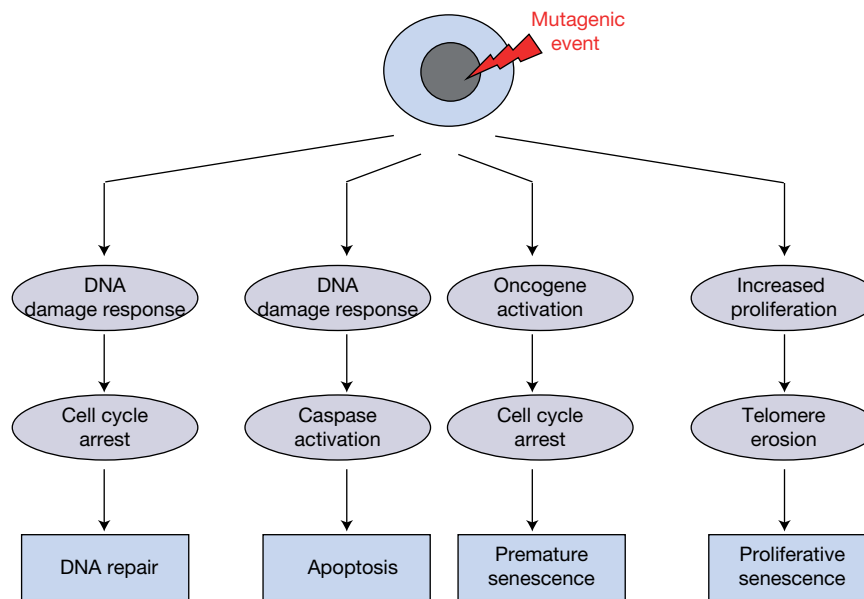 Mutagenic
event
DNA
damage response
DNA
damage response
Oncogene
activation
Increased
proliferation
Cell cycle
arrest
Caspase
activation
Cell cycle
arrest
Telomere
erosion
DNA repair
Apoptosis
Premature
senescence
Proliferative
senescence